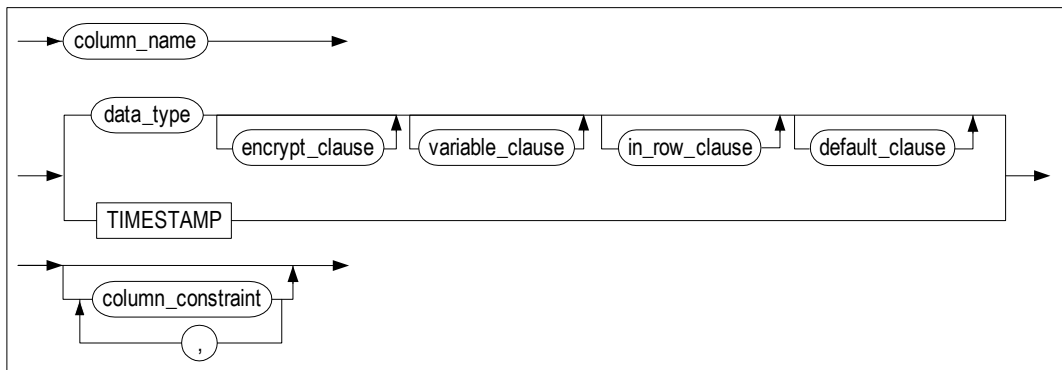 column_name
data_type
encrypt_clause variable_clause in_row_clause default_clause
TIMESTAMP
column_constraint
,